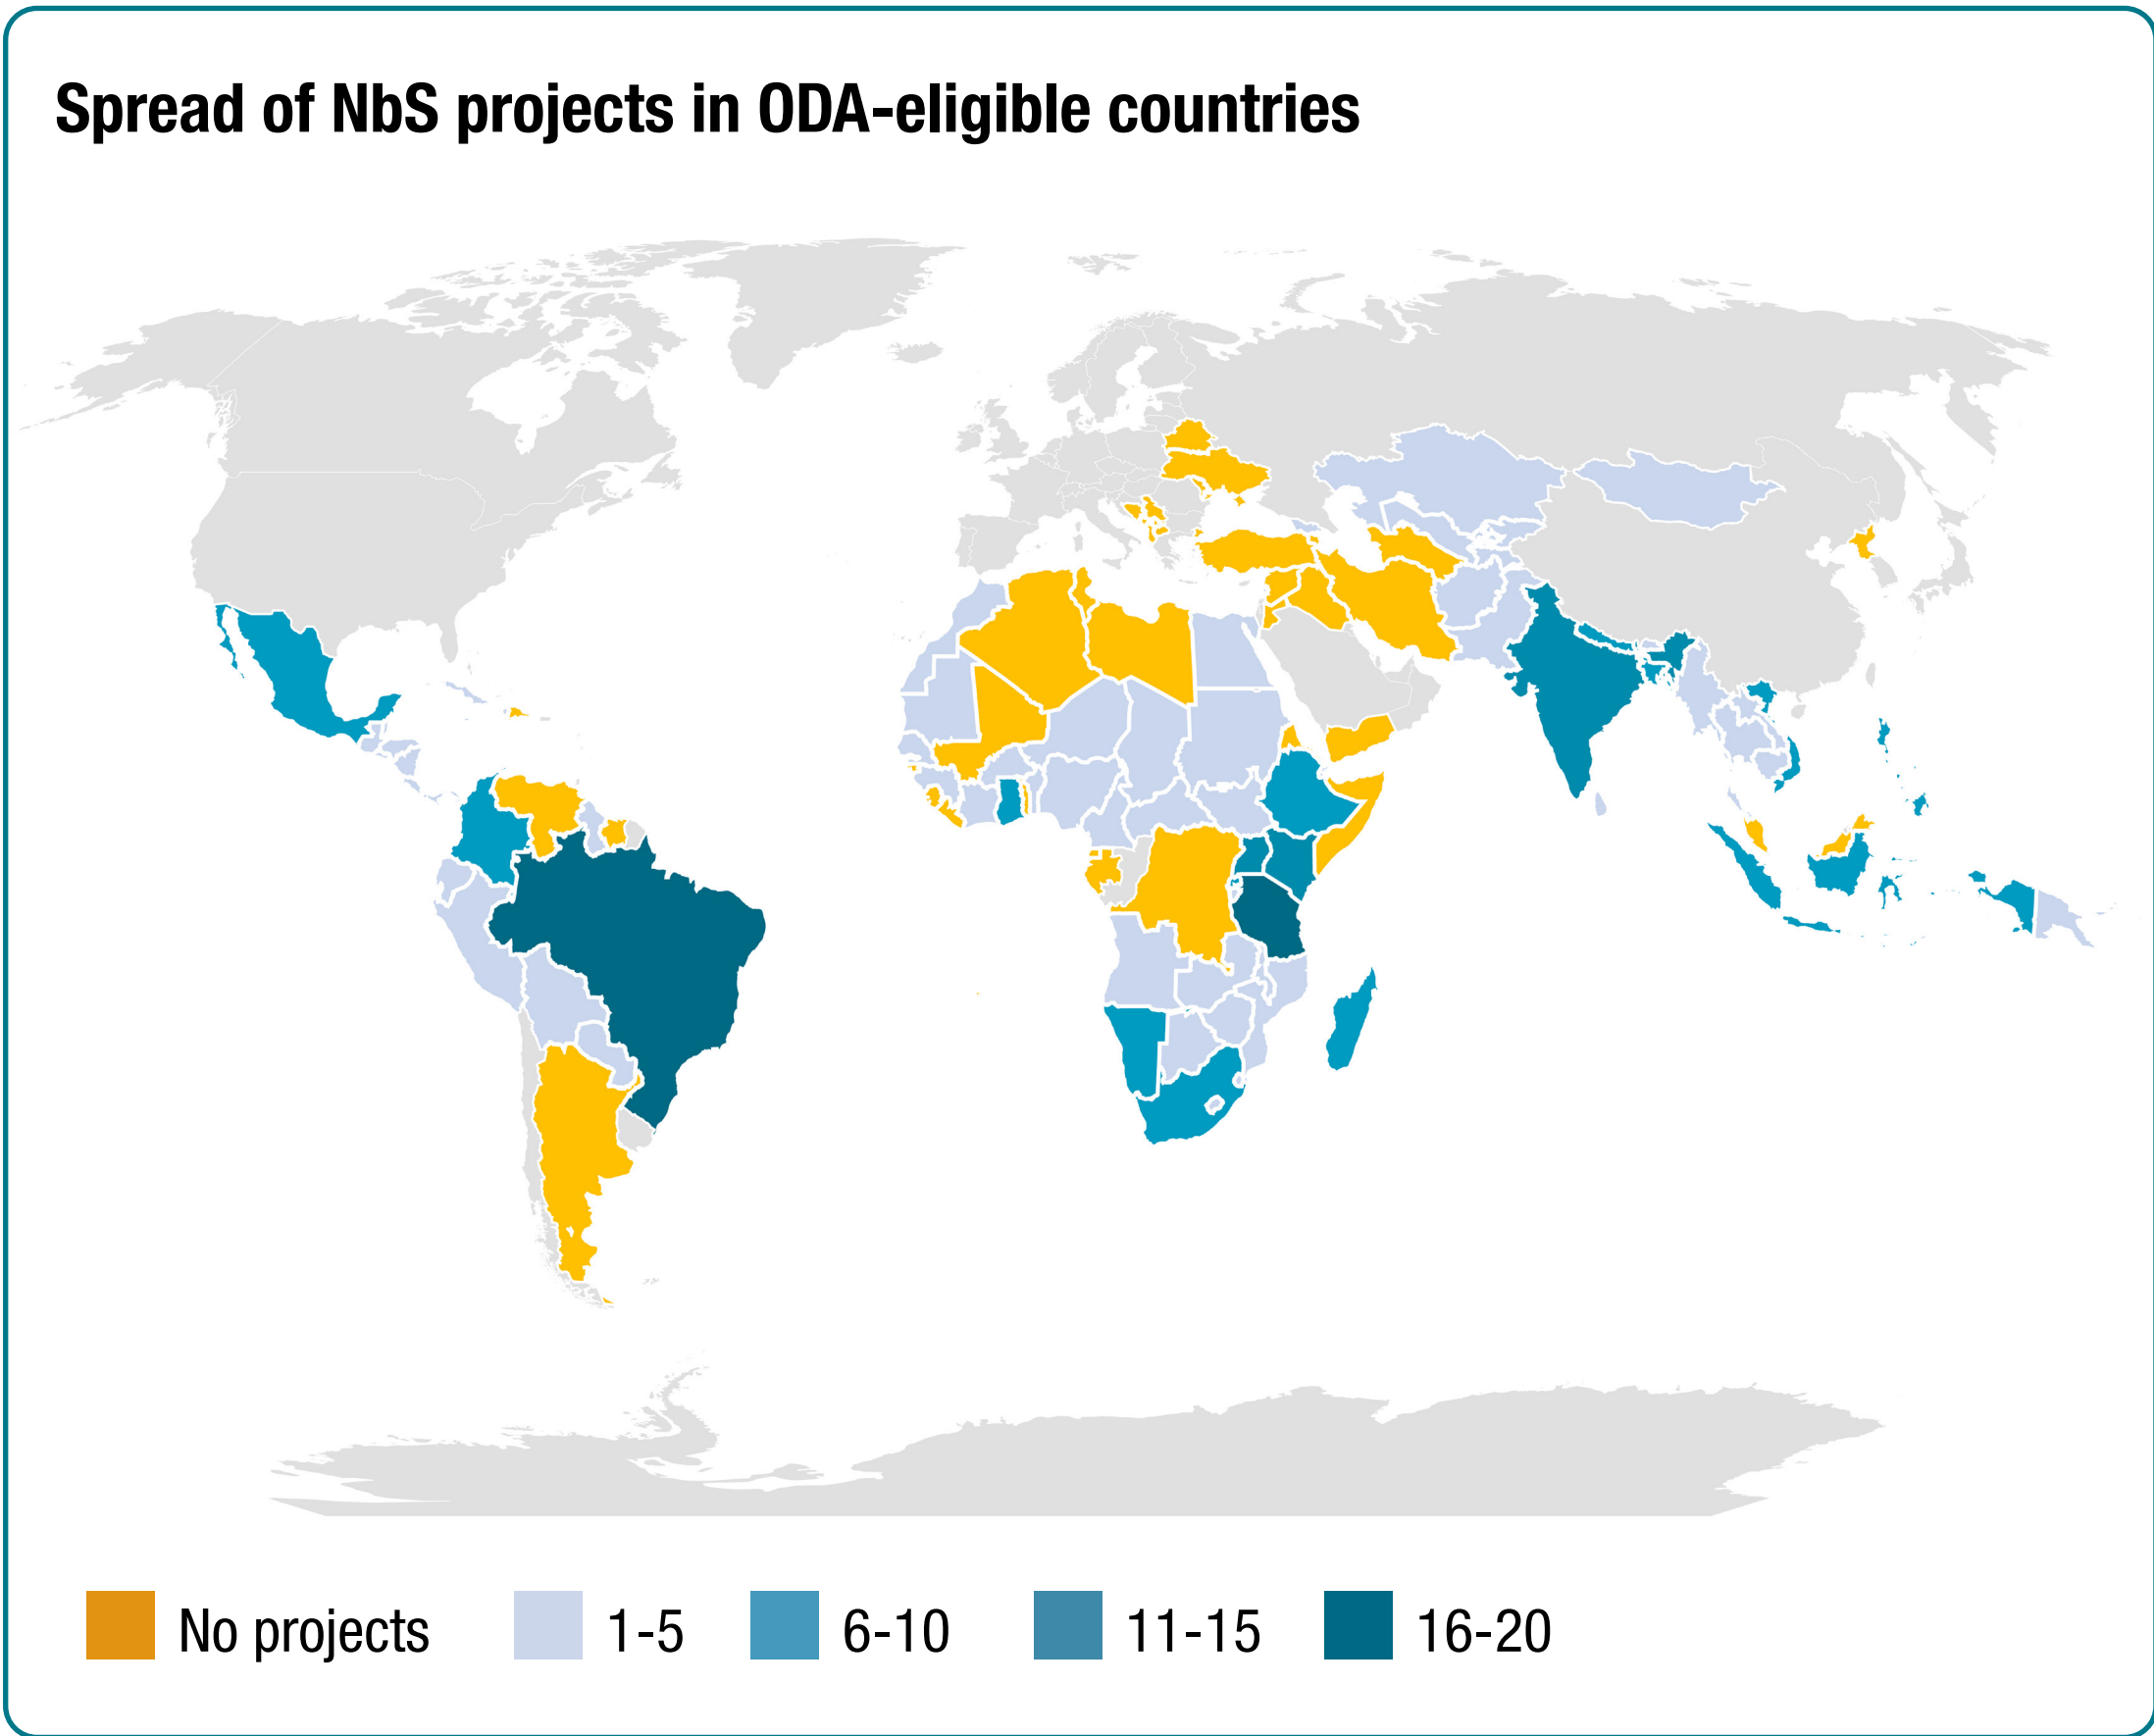 Spread of NbS projects in ODA-eligible countries
No projects 1-5 6-10 11-15 16-20